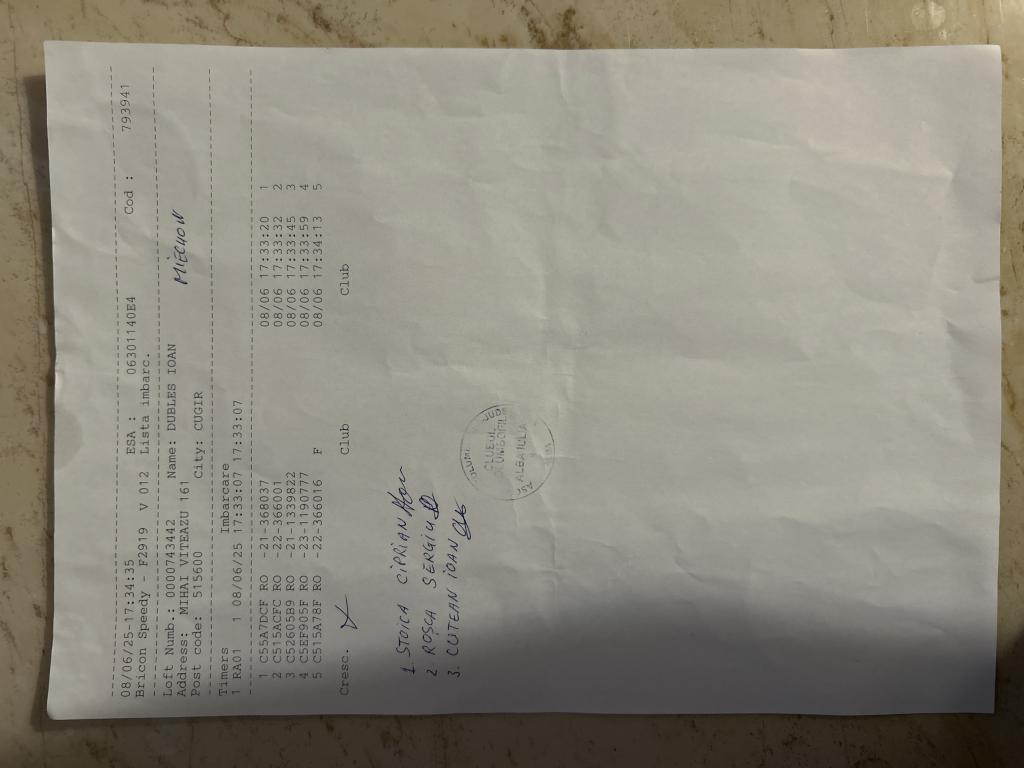 08/06/25-17:34:35 ESA : 06301140E4
Bricon Speedy - F2919 V 012 Lista imbarc. Cod : 793941
Loft Numb.: 0000743442 Name: DUBLES IOAN
Address: MIHAI VITEAZU 161
Post code: 515600 City: CUGIR
MIECHOW
Timers Imbarcare
1 RA01 1 08/06/25 17:33:07 17:33:07
1 C55A7DCF RO -21-368037 08/06 17:33:20 1
2 C515ACFC RO -22-366001 08/06 17:33:32 2
3 C52605B9 RO -21-1339822 08/06 17:33:45 3
4 C5EF905F RO -23-1190777 08/06 17:33:59 4
5 C515A78F RO -22-366016 F 08/06 17:34:13 5
Cresc. Club Club
1. STOICA CIPRIAN
2. ROȘCA SERGIU
3. CUTEAN IOAN
ALBA IULIA